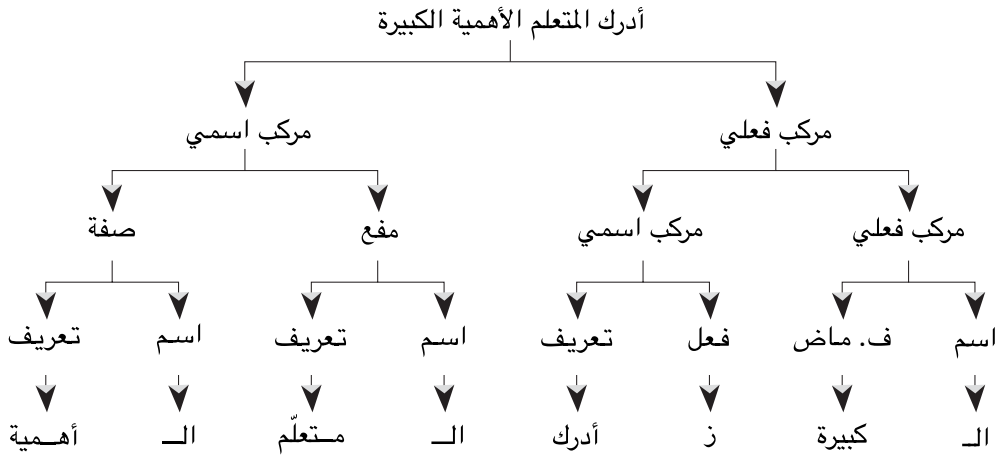 أدرك المتعلم الأهمية الكبيرة
مركب فعلي مركب اسمي
مركب فعلي مركب اسمي مفع صفة
اسم ف. ماض فعل تعريف اسم تعريف اسم تعريف
الـ كبيرة ز أدرك الـ متعلّم الـ أهمية